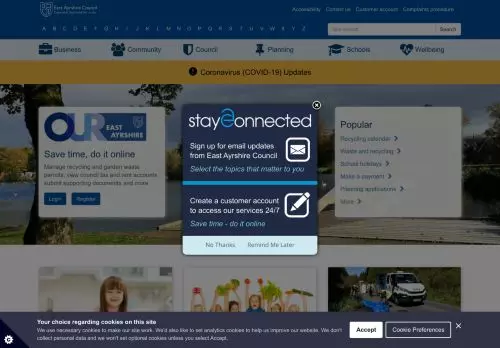 East Ayrshire Council
Accessibility Contact us Customer account Complaints procedure
A B C D E F G H I J K L M N O P Q R S T U V W X Y Z
Search
Business Community Council Planning Schools Wellbeing
Coronavirus (COVID-19) Updates
OUR EAST AYRSHIRE
Save time, do it online
Manage recycling and garden waste
permits, view council tax and rent accounts
submit supporting documents and more
Login Register
stayConnected
Sign up for email updates
from East Ayrshire Council
Select the topics that matter to you
Create a customer account
to access our services 24/7
Save time - do it online
No Thanks Remind Me Later
Popular
Recycling calendar
Waste and recycling
School holidays
Make a payment
Planning applications
More
Your choice regarding cookies on this site
We use necessary cookies to make our site work. We'd also like to set analytics cookies to help us improve our website. We don't
collect personal data and we won't set optional cookies unless you select Accept.
Accept Cookie Preferences